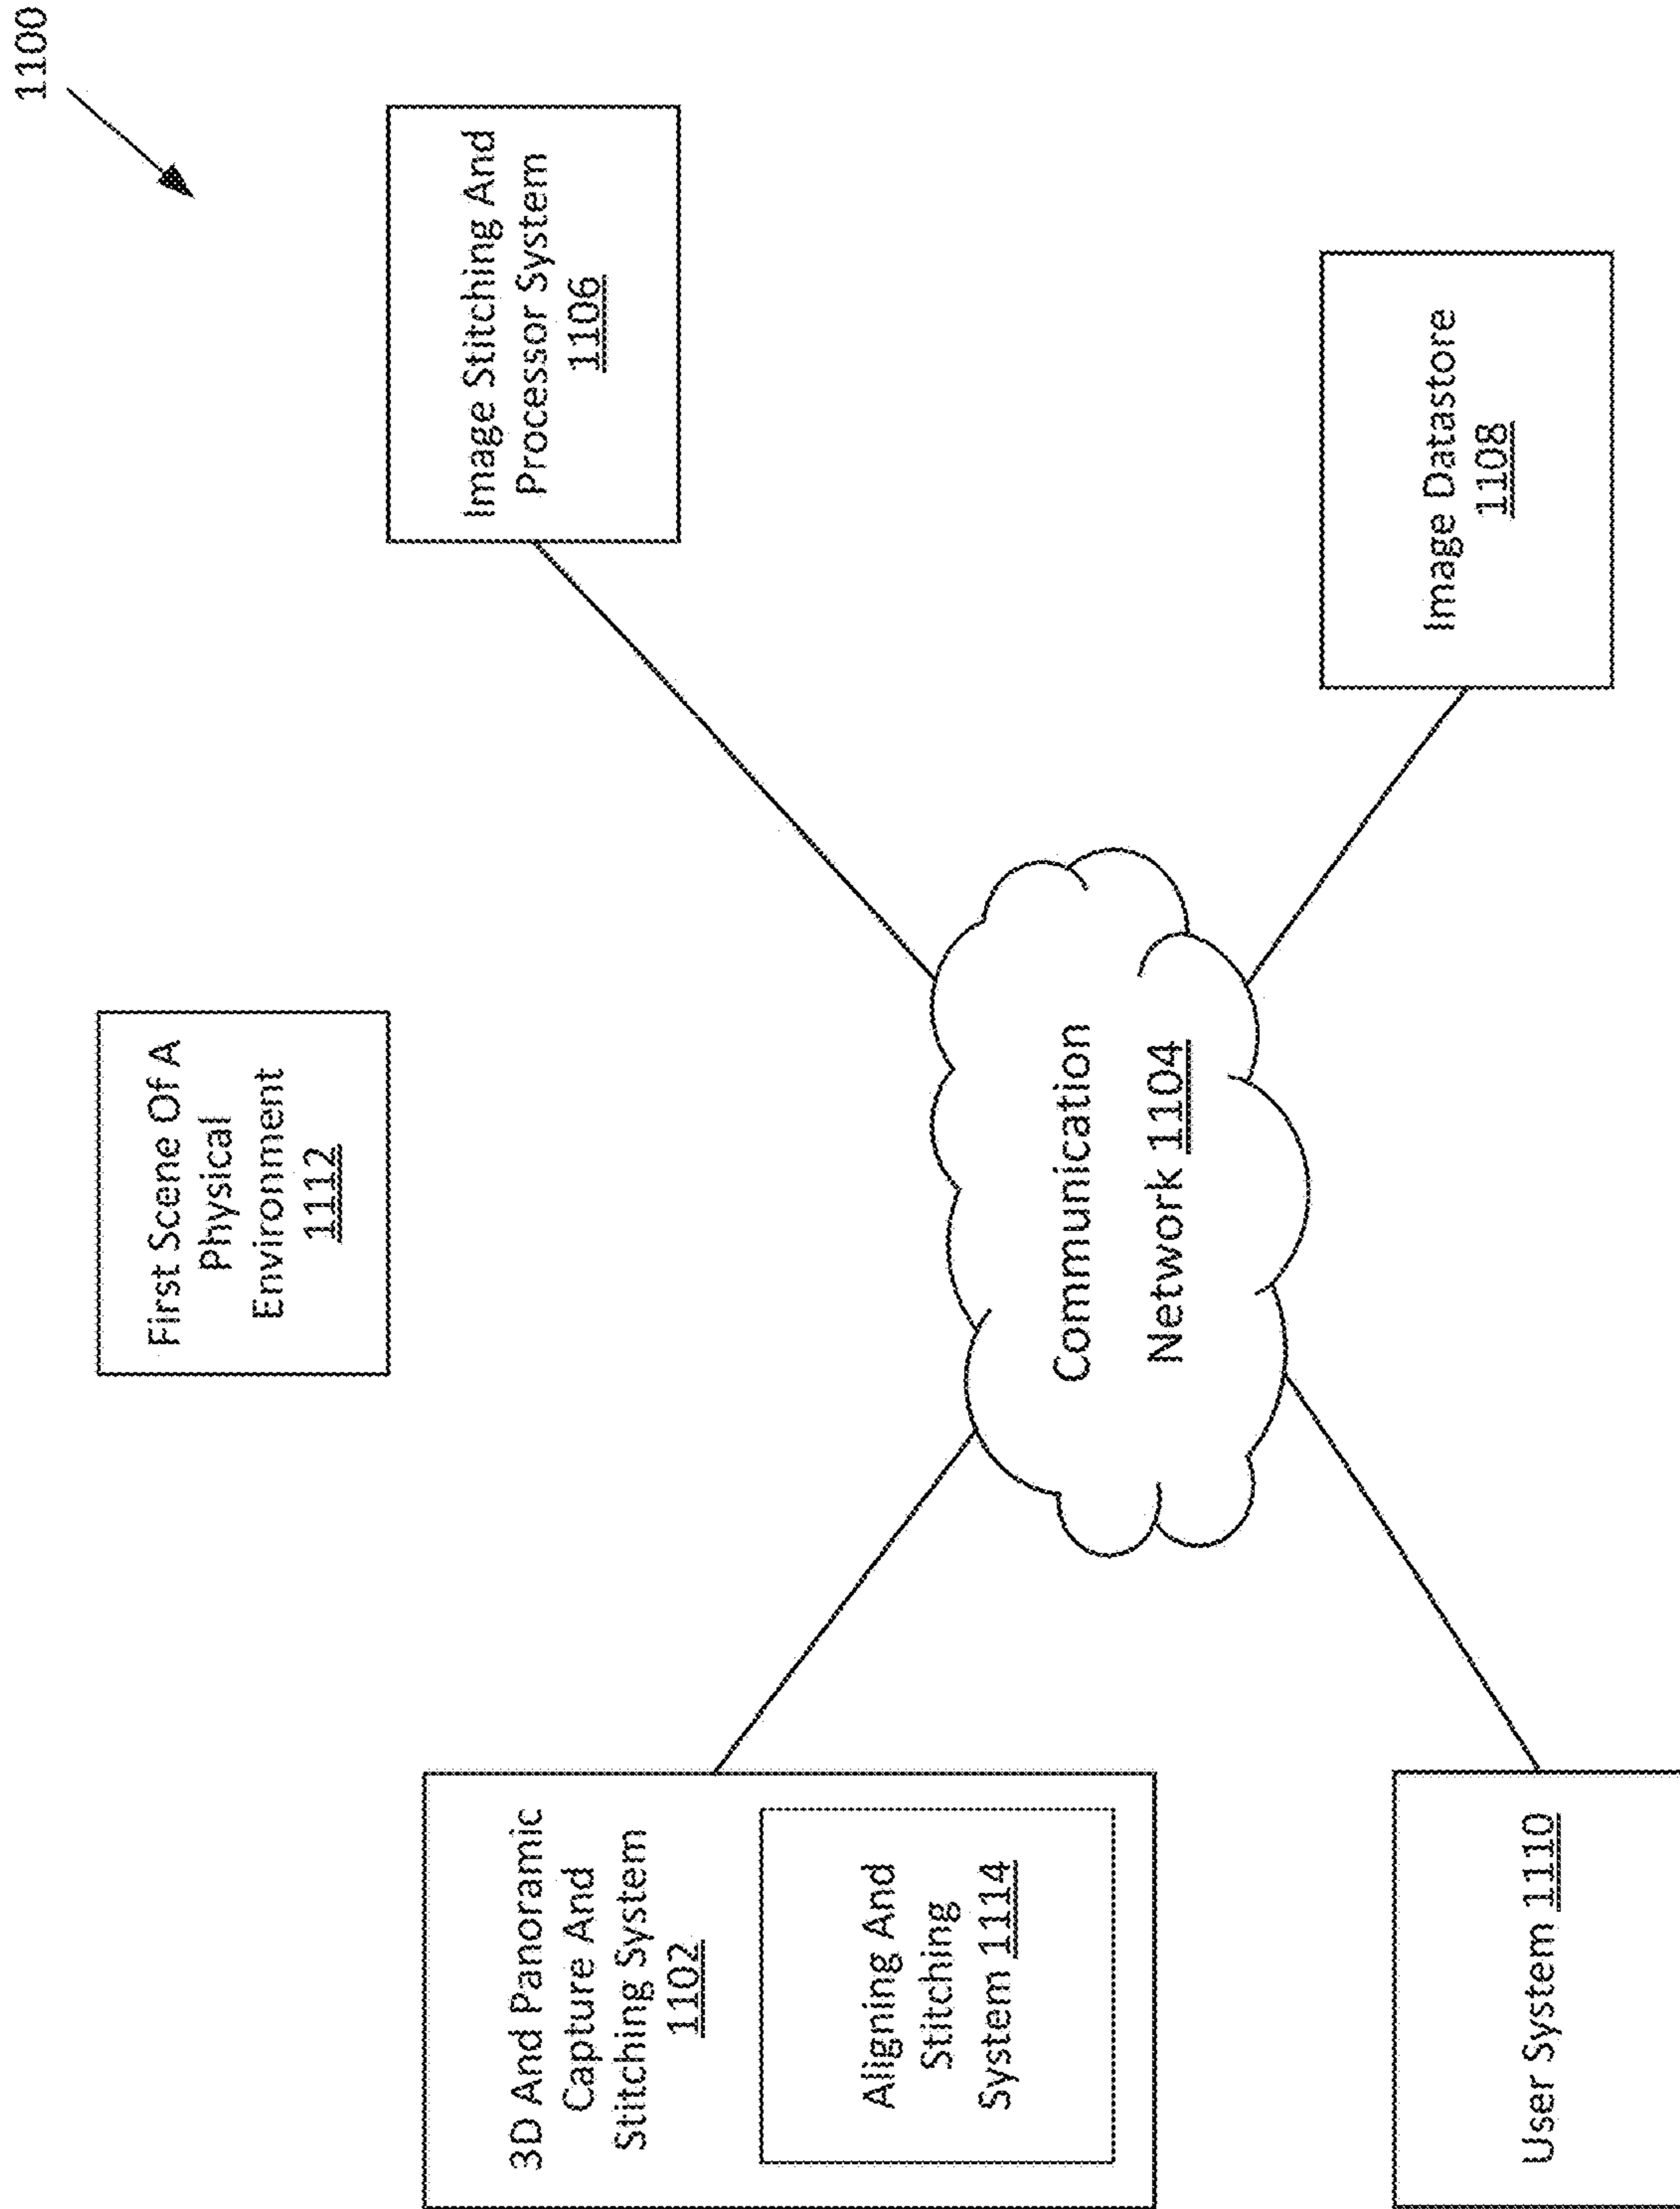 1100
First Scene Of A
Physical
Environment
1112
3D And Panoramic
Capture And
Stitching System
1102
Aligning And
Stitching
System 1114
Image Stitching And
Processor System
1106
Communication
Network 1104
User System 1110
Image Datastore
1108